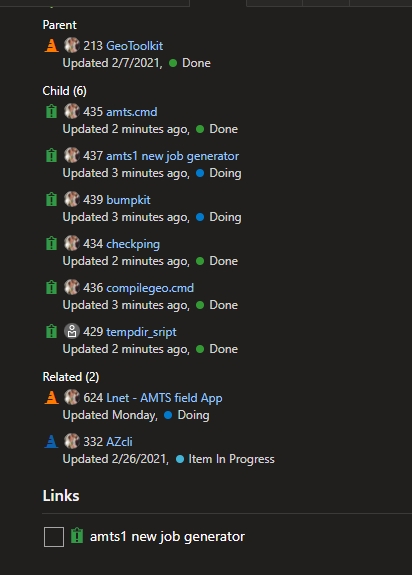 Parent
213 GeoToolkit
Updated 2/7/2021, Done
Child (6)
435 amts.cmd
Updated 2 minutes ago, Done
437 amts1 new job generator
Updated 3 minutes ago, Doing
439 bumpkit
Updated 3 minutes ago, Doing
434 checkping
Updated 2 minutes ago, Done
436 compilegeo.cmd
Updated 3 minutes ago, Done
429 tempdir_sript
Updated 2 minutes ago, Done
Related (2)
624 Lnet - AMTS field App
Updated Monday, Doing
332 AZcli
Updated 2/26/2021, Item In Progress
Links
amts1 new job generator